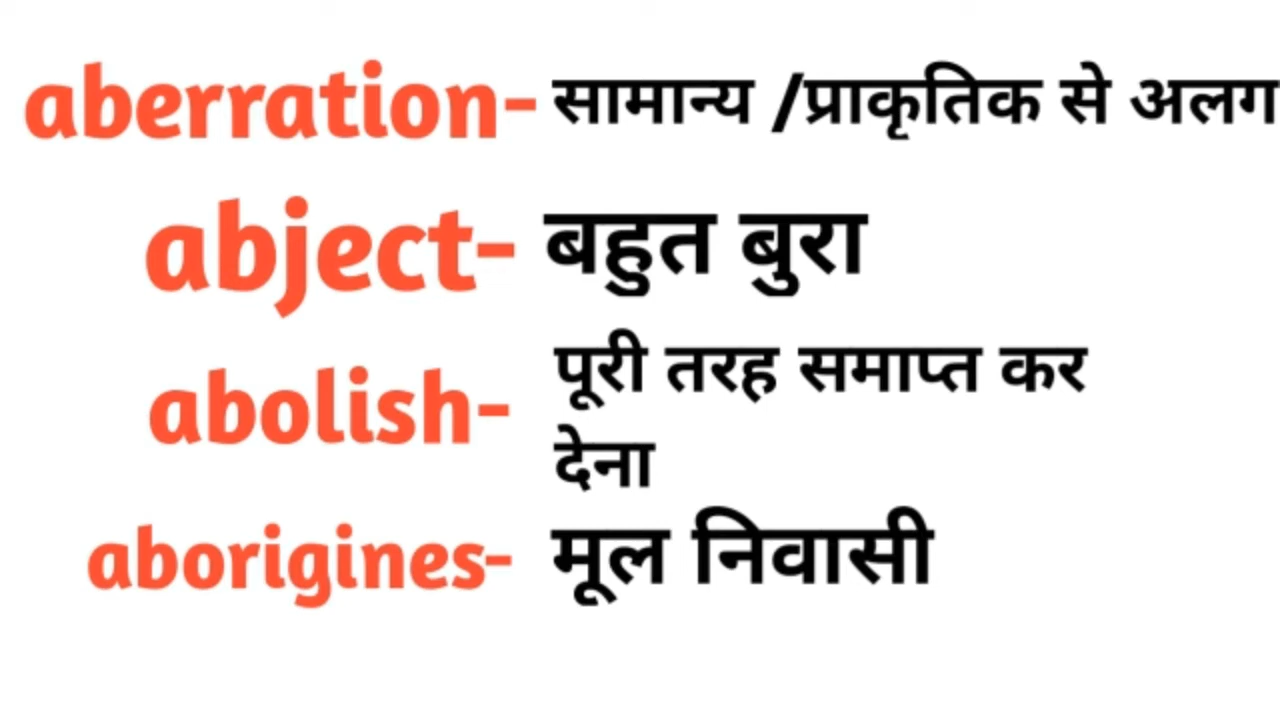 aberration- सामान्य /प्राकृतिक से अलग
abject- बहुत बुरा
abolish- पूरी तरह समाप्त कर
देना
aborigines- मूल निवासी